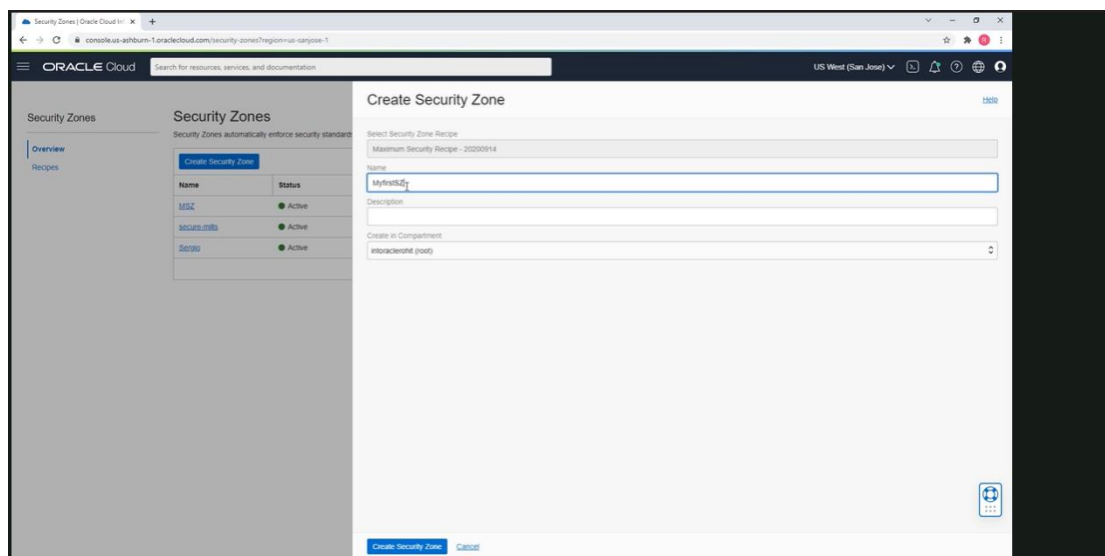 Security Zones | Oracle Cloud Inf
console.us-ashburn-1.oraclecloud.com/security-zones?region=us-sanjose-1
ORACLE Cloud
Search for resources, services, and documentation
US West (San Jose)
Security Zones
Overview
Recipes
Security Zones
Security Zones automatically enforce security standards
Create Security Zone
Name Status
MSZ Active
secure-mills Active
Sergio Active
Create Security Zone
Help
Select Security Zone Recipe
Maximum Security Recipe - 20200914
Name
MyfirstSZ
Description
Create in Compartment
intoraclerohit (root)
Create Security Zone Cancel